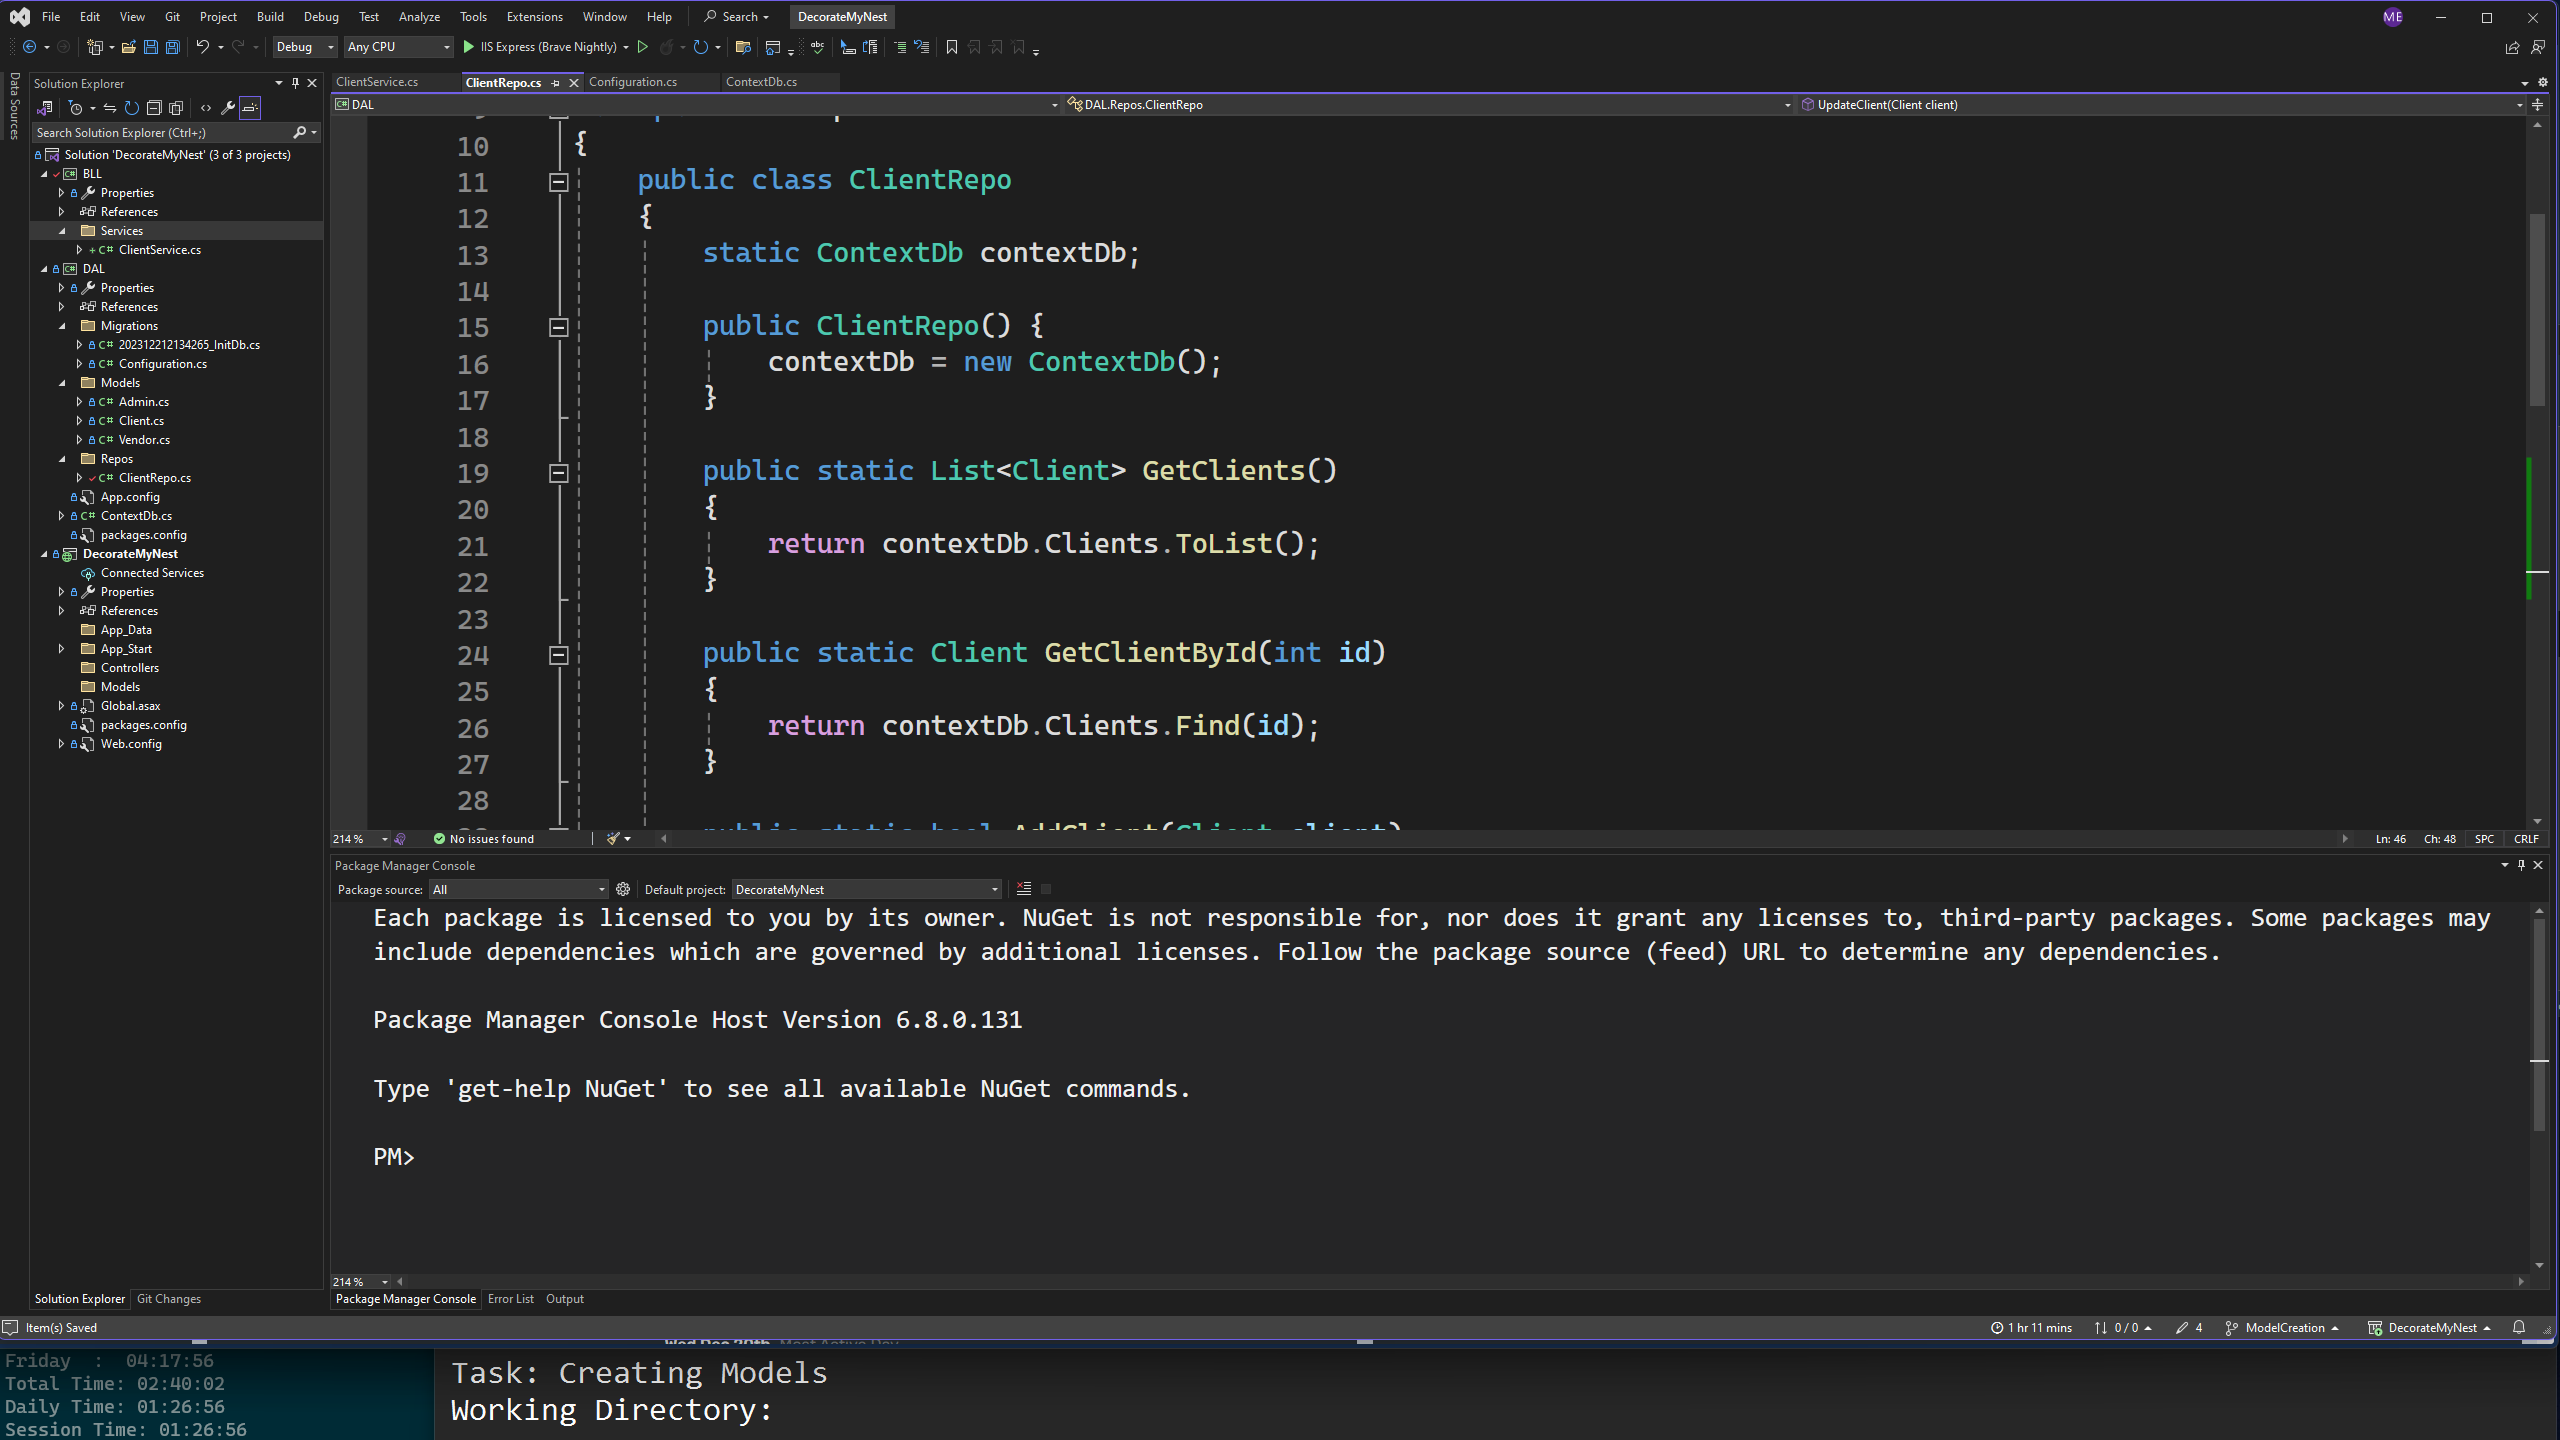 File Edit View Git Project Build Debug Test Analyze Tools Extensions Window Help Search DecorateMyNest ME
Debug Any CPU IIS Express (Brave Nightly)
Data Sources
Solution Explorer
Search Solution Explorer (Ctrl+;)
Solution 'DecorateMyNest' (3 of 3 projects)
BLL
Properties
References
Services
C# ClientService.cs
DAL
Properties
References
Migrations
C# 202312212134265_InitDb.cs
C# Configuration.cs
Models
C# Admin.cs
C# Client.cs
C# Vendor.cs
Repos
C# ClientRepo.cs
App.config
C# ContextDb.cs
packages.config
DecorateMyNest
Connected Services
Properties
References
App_Data
App_Start
Controllers
Models
Global.asax
packages.config
Web.config
Solution Explorer Git Changes
ClientService.cs ClientRepo.cs Configuration.cs ContextDb.cs
DAL DAL.Repos.ClientRepo UpdateClient(Client client)
10 {
11 public class ClientRepo
12 {
13 static ContextDb contextDb;
14
15 public ClientRepo() {
16 contextDb = new ContextDb();
17 }
18
19 public static List<Client> GetClients()
20 {
21 return contextDb.Clients.ToList();
22 }
23
24 public static Client GetClientById(int id)
25 {
26 return contextDb.Clients.Find(id);
27 }
28
public static bool AddClient(Client client)
214 % No issues found Ln: 46 Ch: 48 SPC CRLF
Package Manager Console
Package source: All Default project: DecorateMyNest
Each package is licensed to you by its owner. NuGet is not responsible for, nor does it grant any licenses to, third-party packages. Some packages may
include dependencies which are governed by additional licenses. Follow the package source (feed) URL to determine any dependencies.
Package Manager Console Host Version 6.8.0.131
Type 'get-help NuGet' to see all available NuGet commands.
PM>
214 %
Package Manager Console Error List Output
Item(s) Saved 1 hr 11 mins 0 / 0 4 ModelCreation DecorateMyNest
Wed Dec 20th Most Active Day
Friday : 04:17:56
Total Time: 02:40:02
Daily Time: 01:26:56
Session Time: 01:26:56
Task: Creating Models
Working Directory: